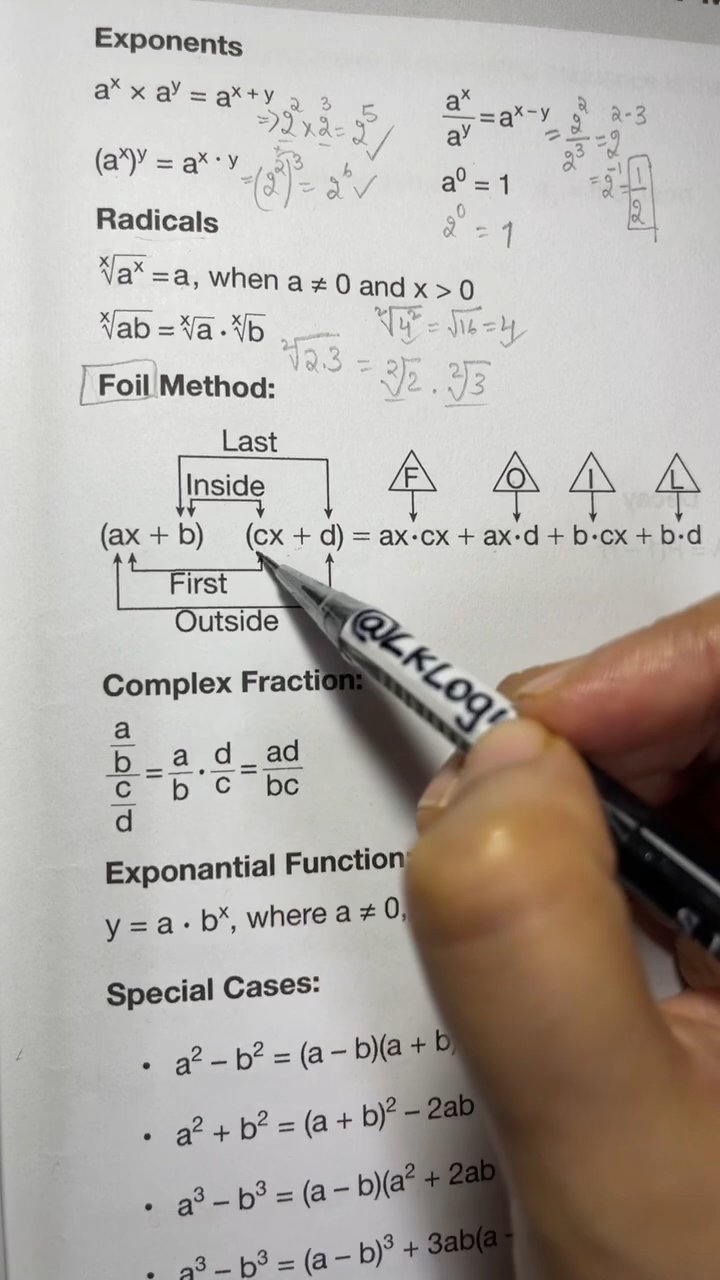 Exponents
aˣ × aʸ = aˣ⁺ʸ
=> 2² × 2³ = 2⁵ ✓
aˣ/aʸ = aˣ⁻ʸ
= 2²/2³ = 2²⁻³
= 2⁻¹ = 1/2
(aˣ)ʸ = aˣ·ʸ
= (2²)³ = 2⁶ ✓
a⁰ = 1
2⁰ = 1
Radicals
ˣ√aˣ = a, when a ≠ 0 and x > 0
ˣ√ab = ˣ√a · ˣ√b
²√4² = √16 = 4
²√2.3 = ²√2 . ²√3
Foil Method:
Last
Inside
F O I L
(ax + b) (cx + d) = ax·cx + ax·d + b·cx + b·d
First
Outside
@LKLog
Complex Fraction:
a/b / c/d = a/b · d/c = ad/bc
Exponantial Function
y = a · bˣ, where a ≠ 0,
Special Cases:
• a² – b² = (a – b)(a + b
• a² + b² = (a + b)² – 2ab
• a³ – b³ = (a – b)(a² + 2ab
• a³ – b³ = (a – b)³ + 3ab(a -